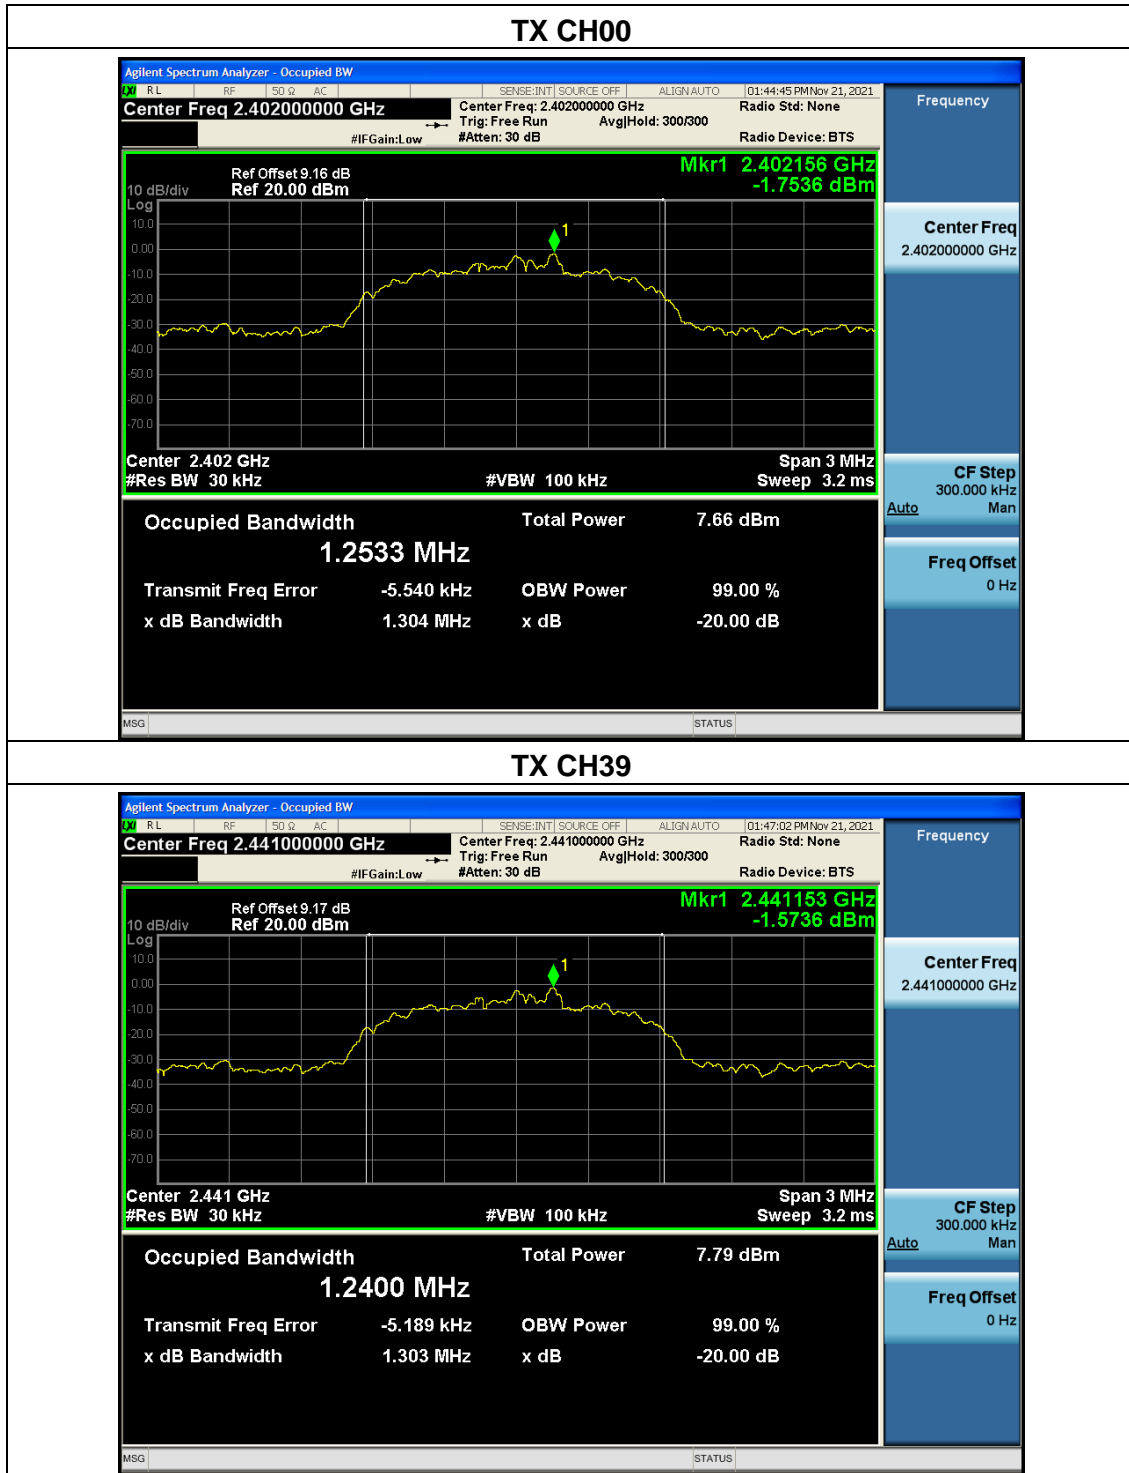 TX CH00
Agilent Spectrum Analyzer - Occupied BW
LXI RL RF 50 Ω AC SENSE:INT SOURCE OFF ALIGN AUTO 01:44:45 PM Nov 21, 2021
Center Freq 2.402000000 GHz
Center Freq: 2.402000000 GHz Radio Std: None
Trig: Free Run Avg|Hold: 300/300
#IFGain:Low #Atten: 30 dB Radio Device: BTS
Frequency
Mkr1 2.402156 GHz
-1.7536 dBm
Ref Offset 9.16 dB
10 dB/div Ref 20.00 dBm
Log
10.0
0.00
-10.0
-20.0
-30.0
-40.0
-50.0
-60.0
-70.0
1
Center 2.402 GHz Span 3 MHz
#Res BW 30 kHz #VBW 100 kHz Sweep 3.2 ms
Center Freq
2.402000000 GHz
CF Step
300.000 kHz
Auto Man
Freq Offset
0 Hz
Occupied Bandwidth Total Power 7.66 dBm
1.2533 MHz
Transmit Freq Error -5.540 kHz OBW Power 99.00 %
x dB Bandwidth 1.304 MHz x dB -20.00 dB
MSG STATUS
TX CH39
Agilent Spectrum Analyzer - Occupied BW
LXI RL RF 50 Ω AC SENSE:INT SOURCE OFF ALIGN AUTO 01:47:02 PM Nov 21, 2021
Center Freq 2.441000000 GHz
Center Freq: 2.441000000 GHz Radio Std: None
Trig: Free Run Avg|Hold: 300/300
#IFGain:Low #Atten: 30 dB Radio Device: BTS
Frequency
Mkr1 2.441153 GHz
-1.5736 dBm
Ref Offset 9.17 dB
10 dB/div Ref 20.00 dBm
Log
10.0
0.00
-10.0
-20.0
-30.0
-40.0
-50.0
-60.0
-70.0
1
Center 2.441 GHz Span 3 MHz
#Res BW 30 kHz #VBW 100 kHz Sweep 3.2 ms
Center Freq
2.441000000 GHz
CF Step
300.000 kHz
Auto Man
Freq Offset
0 Hz
Occupied Bandwidth Total Power 7.79 dBm
1.2400 MHz
Transmit Freq Error -5.189 kHz OBW Power 99.00 %
x dB Bandwidth 1.303 MHz x dB -20.00 dB
MSG STATUS